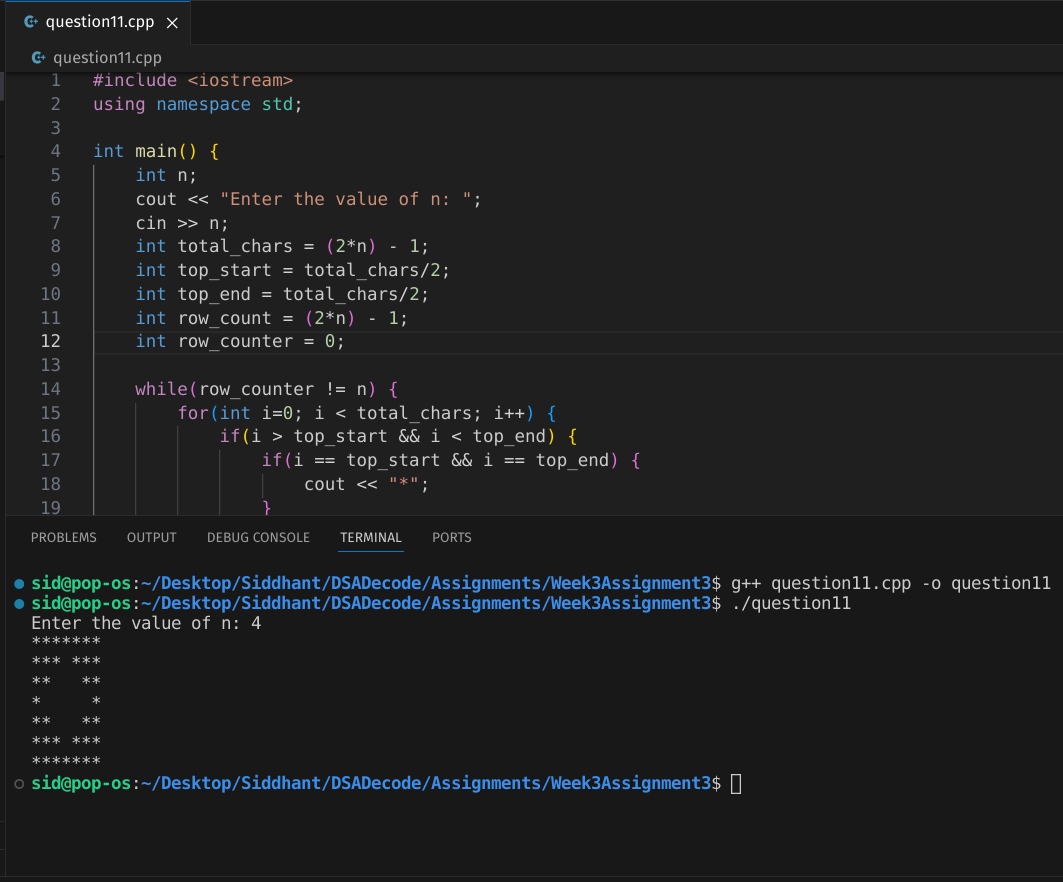 question11.cpp
question11.cpp
1 #include <iostream>
2 using namespace std;
3
4 int main() {
5     int n;
6     cout << "Enter the value of n: ";
7     cin >> n;
8     int total_chars = (2*n) - 1;
9     int top_start = total_chars/2;
10     int top_end = total_chars/2;
11     int row_count = (2*n) - 1;
12     int row_counter = 0;
13
14     while(row_counter != n) {
15         for(int i=0; i < total_chars; i++) {
16             if(i > top_start && i < top_end) {
17                 if(i == top_start && i == top_end) {
18                     cout << "*";
19                 }
PROBLEMS OUTPUT DEBUG CONSOLE TERMINAL PORTS
sid@pop-os:~/Desktop/Siddhant/DSADecode/Assignments/Week3Assignment3$ g++ question11.cpp -o question11
sid@pop-os:~/Desktop/Siddhant/DSADecode/Assignments/Week3Assignment3$ ./question11
Enter the value of n: 4
*******
*** ***
**   **
*     *
**   **
*** ***
*******
sid@pop-os:~/Desktop/Siddhant/DSADecode/Assignments/Week3Assignment3$